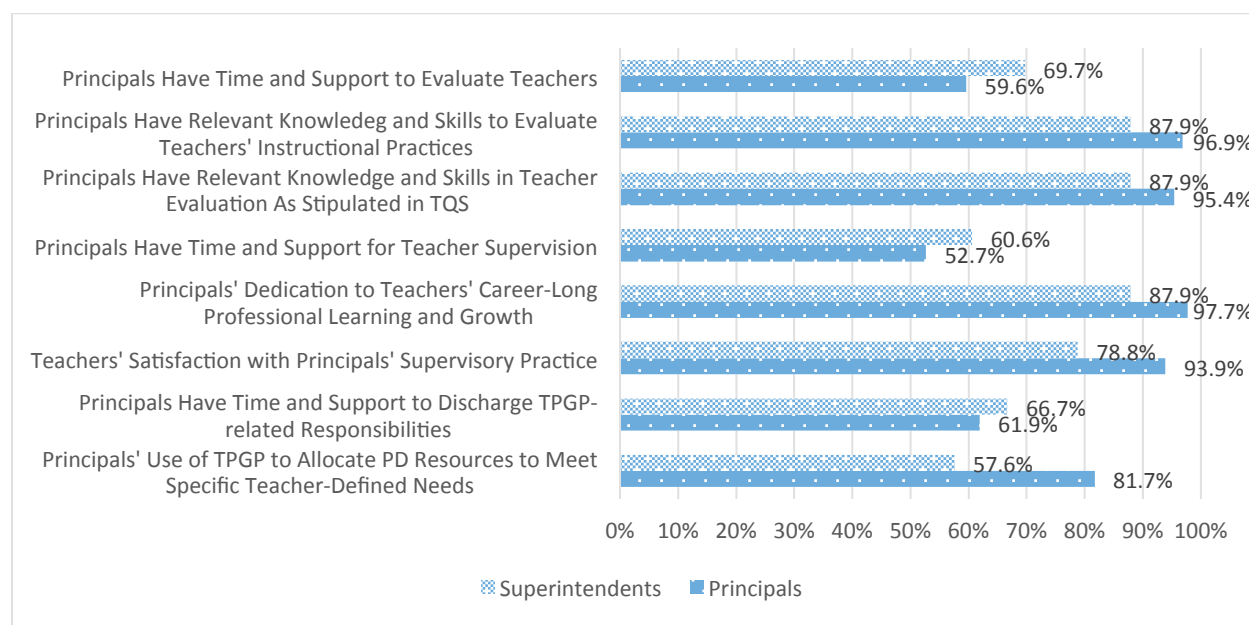 Principals Have Time and Support to Evaluate Teachers
69.7%
59.6%
Principals Have Relevant Knowledeg and Skills to Evaluate
Teachers' Instructional Practices
87.9%
96.9%
Principals Have Relevant Knowledge and Skills in Teacher
Evaluation As Stipulated in TQS
87.9%
95.4%
Principals Have Time and Support for Teacher Supervision
60.6%
52.7%
Principals' Dedication to Teachers' Career-Long
Professional Learning and Growth
87.9%
97.7%
Teachers' Satisfaction with Principals' Supervisory Practice
78.8%
93.9%
Principals Have Time and Support to Discharge TPGP-
related Responsibilities
66.7%
61.9%
Principals' Use of TPGP to Allocate PD Resources to Meet
Specific Teacher-Defined Needs
57.6%
81.7%
0% 10% 20% 30% 40% 50% 60% 70% 80% 90% 100%
Superintendents Principals